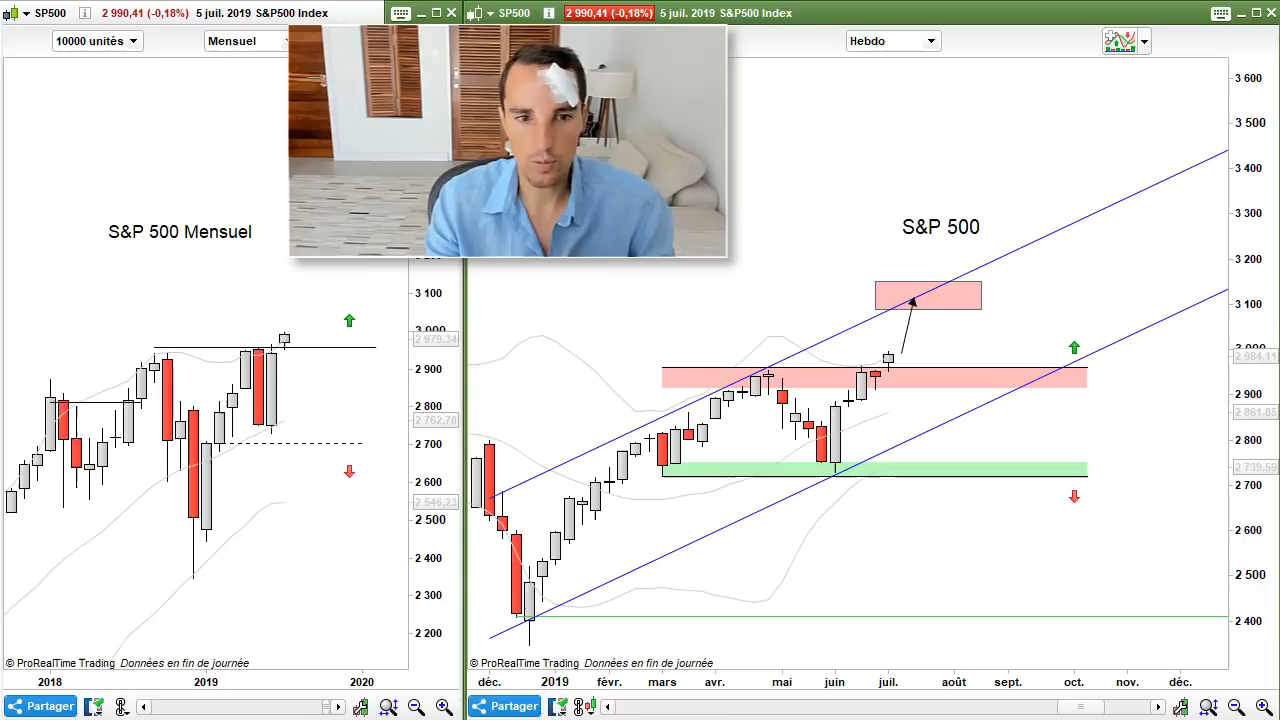 SP500 2 990,41 (-0,18%) 5 juil. 2019 S&P500 Index
SP500 2 990,41 (-0,18%) 5 juil. 2019 S&P500 Index
10000 unités Mensuel
Hebdo
S&P 500 Mensuel
S&P 500
3 100
3 000
2 979,34
2 900
2 800
2 762,78
2 700
2 600
2 546,23
2 500
2 400
2 300
2 200
3 600
3 500
3 400
3 300
3 200
3 100
2 984,11
2 900
2 861,85
2 800
2 739,59
2 700
2 600
2 500
2 400
© ProRealTime Trading Données en fin de journée
© ProRealTime Trading Données en fin de journée
2018 2019 2020
déc. 2019 févr. mars avr. mai juin juil. août sept. oct. nov. déc.
Partager
Partager